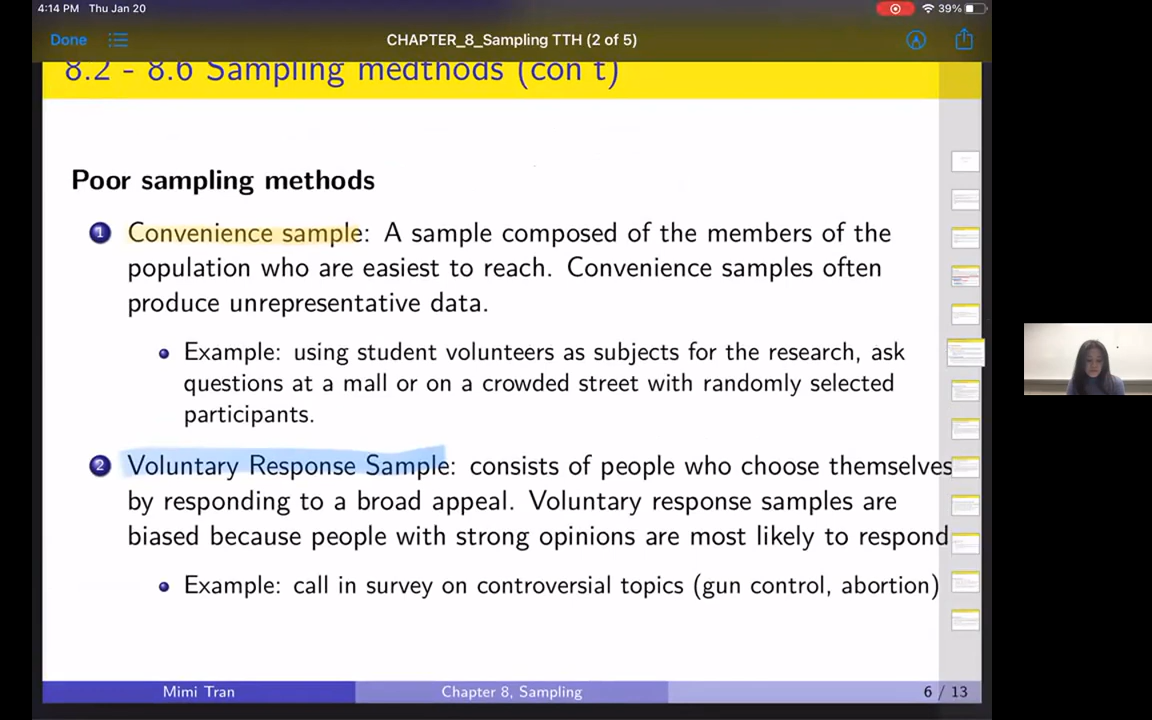 4:14 PM Thu Jan 20
39%
Done
CHAPTER_8_Sampling TTH (2 of 5)
8.2 - 8.6 Sampling medthods (con t)
Poor sampling methods
1 Convenience sample: A sample composed of the members of the
population who are easiest to reach. Convenience samples often
produce unrepresentative data.
Example: using student volunteers as subjects for the research, ask
questions at a mall or on a crowded street with randomly selected
participants.
2 Voluntary Response Sample: consists of people who choose themselves
by responding to a broad appeal. Voluntary response samples are
biased because people with strong opinions are most likely to respond
Example: call in survey on controversial topics (gun control, abortion)
Mimi Tran
Chapter 8, Sampling
6 / 13